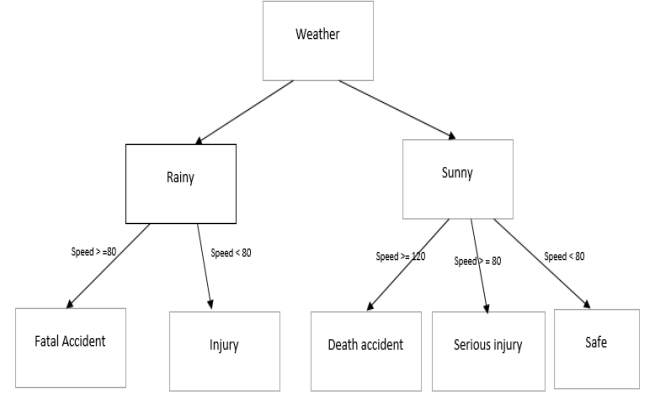 Weather
Rainy
Sunny
Speed > =80
Speed < 80
Speed >= 120
Speed > = 80
Speed < 80
Fatal Accident
Injury
Death accident
Serious injury
Safe